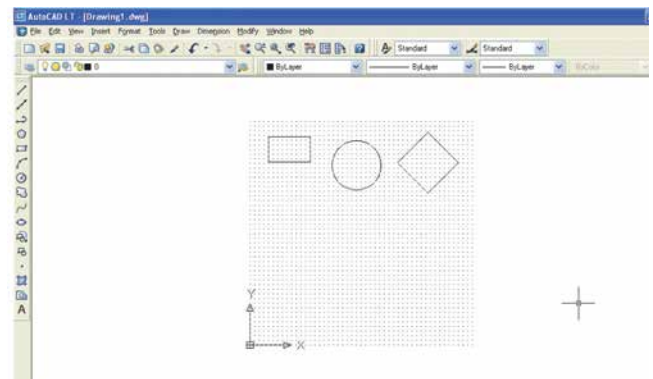 AutoCAD LT - [Drawing1.dwg]
File Edit View Insert Format Tools Draw Dimension Modify Window Help
Standard Standard
0 ByLayer ByLayer ByLayer ByColor
Y
X
A